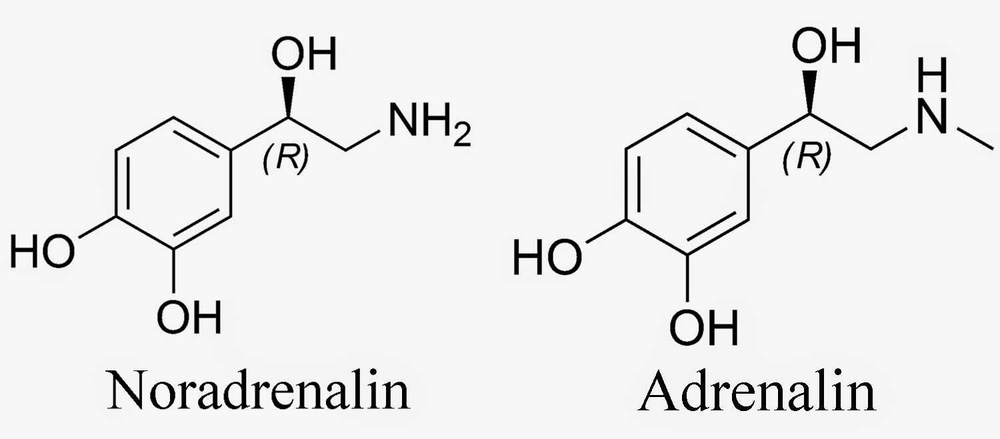 OH
NH2
(R)
HO
OH
Noradrenalin
OH
H
N
(R)
HO
OH
Adrenalin